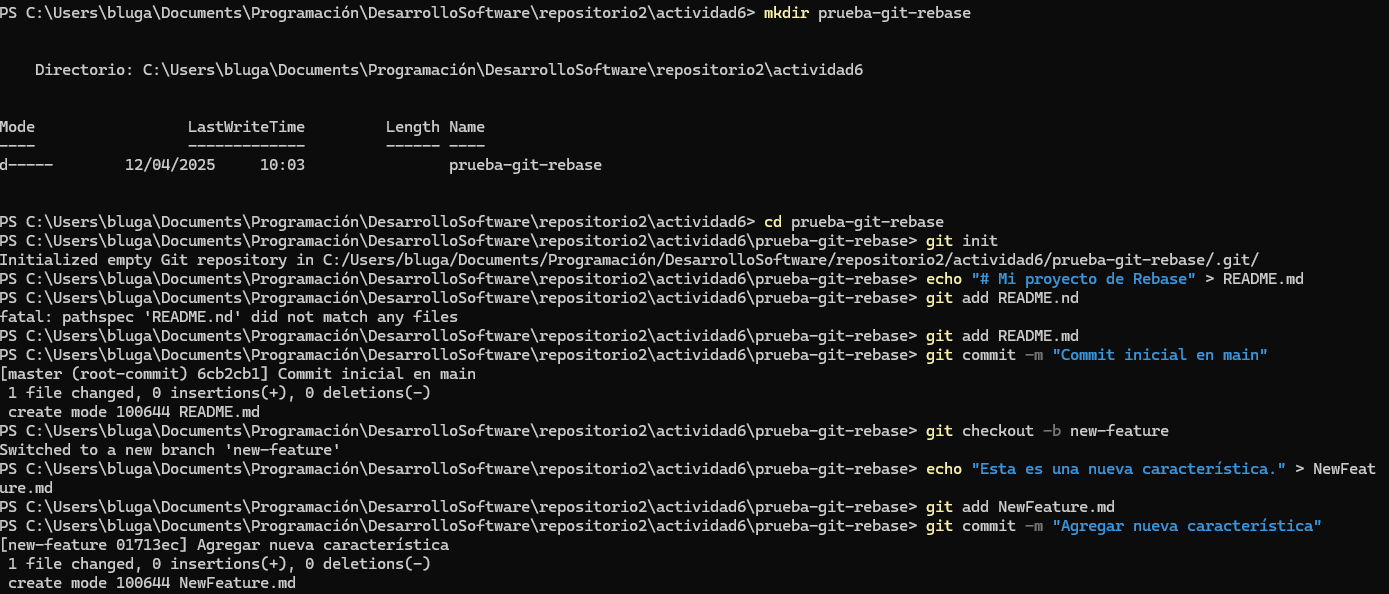 PS C:\Users\bluga\Documents\Programación\DesarrolloSoftware\repositorio2\actividad6> mkdir prueba-git-rebase
Directorio: C:\Users\bluga\Documents\Programación\DesarrolloSoftware\repositorio2\actividad6
Mode LastWriteTime Length Name
---- ------------- ------ ----
d----- 12/04/2025 10:03 prueba-git-rebase
PS C:\Users\bluga\Documents\Programación\DesarrolloSoftware\repositorio2\actividad6> cd prueba-git-rebase
PS C:\Users\bluga\Documents\Programación\DesarrolloSoftware\repositorio2\actividad6\prueba-git-rebase> git init
Initialized empty Git repository in C:/Users/bluga/Documents/Programación/DesarrolloSoftware/repositorio2/actividad6/prueba-git-rebase/.git/
PS C:\Users\bluga\Documents\Programación\DesarrolloSoftware\repositorio2\actividad6\prueba-git-rebase> echo "# Mi proyecto de Rebase" > README.md
PS C:\Users\bluga\Documents\Programación\DesarrolloSoftware\repositorio2\actividad6\prueba-git-rebase> git add README.nd
fatal: pathspec 'README.nd' did not match any files
PS C:\Users\bluga\Documents\Programación\DesarrolloSoftware\repositorio2\actividad6\prueba-git-rebase> git add README.md
PS C:\Users\bluga\Documents\Programación\DesarrolloSoftware\repositorio2\actividad6\prueba-git-rebase> git commit -m "Commit inicial en main"
[master (root-commit) 6cb2cb1] Commit inicial en main
1 file changed, 0 insertions(+), 0 deletions(-)
create mode 100644 README.md
PS C:\Users\bluga\Documents\Programación\DesarrolloSoftware\repositorio2\actividad6\prueba-git-rebase> git checkout -b new-feature
Switched to a new branch 'new-feature'
PS C:\Users\bluga\Documents\Programación\DesarrolloSoftware\repositorio2\actividad6\prueba-git-rebase> echo "Esta es una nueva característica." > NewFeat
ure.md
PS C:\Users\bluga\Documents\Programación\DesarrolloSoftware\repositorio2\actividad6\prueba-git-rebase> git add NewFeature.md
PS C:\Users\bluga\Documents\Programación\DesarrolloSoftware\repositorio2\actividad6\prueba-git-rebase> git commit -m "Agregar nueva característica"
[new-feature 01713ec] Agregar nueva característica
1 file changed, 0 insertions(+), 0 deletions(-)
create mode 100644 NewFeature.md